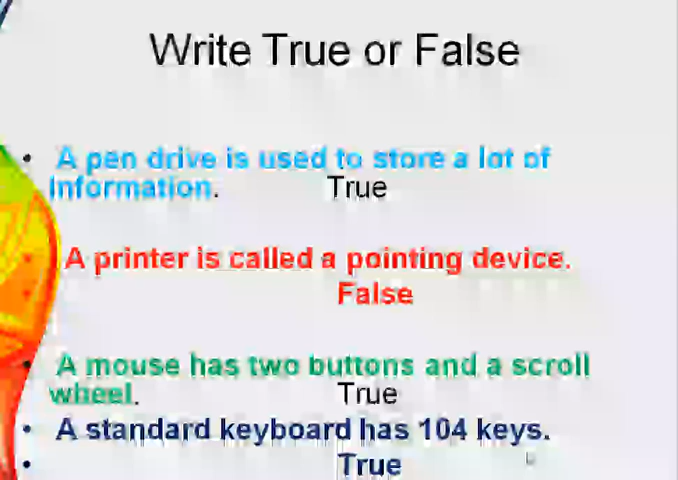 Write True or False
• A pen drive is used to store a lot of
information. True
• A printer is called a pointing device.
• False
• A mouse has two buttons and a scroll
wheel. True
• A standard keyboard has 104 keys.
• True